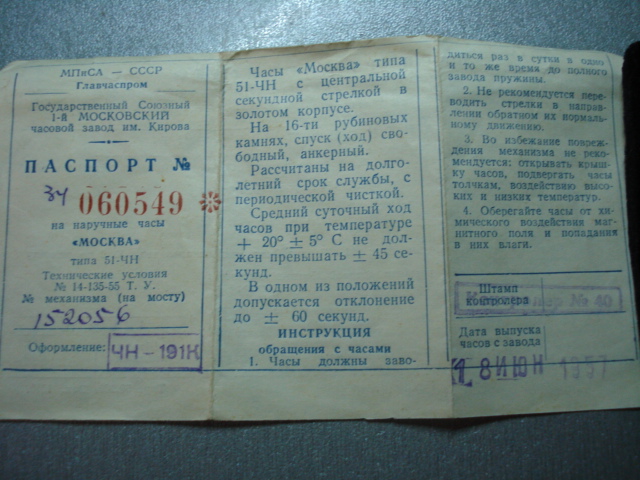 МПиСА — СССР
Главчаспром
Государственный Союзный
1-й МОСКОВСКИЙ
часовой завод им. Кирова
ПАСПОРТ №
060549
на наручные часы
«МОСКВА»
типа 51-ЧН
Технические условия
№ 14-135-55 Т. У.
№ механизма (на мосту)
152056
Оформление: ЧН-191К
Часы «Москва» типа
51-ЧН с центральной
секундной стрелкой в
золотом корпусе.
На 16-ти рубиновых
камнях, спуск (ход) сво-
бодный, анкерный.
Рассчитаны на долго-
летний срок службы, с
периодической чисткой.
Средний суточный ход
часов при температуре
+ 20° ± 5° С не дол-
жен превышать ± 45 се-
кунд.
В одном из положений
допускается отклонение
до ± 60 секунд.
ИНСТРУКЦИЯ
обращения с часами
1. Часы должны заво-
диться раз в сутки в одно
и то же время до полного
завода пружины.
2. Не рекомендуется пере-
водить стрелки в направ-
лении обратном их нормаль-
ному движению.
3. Во избежание повреж-
дения механизма не реко-
мендуется: открывать крыш-
ку часов, подвергать часы
толчкам, воздействию высо-
ких и низких температур.
4. Оберегайте часы от хи-
мического воздействия маг-
нитного поля и попадания
в них влаги.
Штамп
контролера
№ 40
Дата выпуска
часов с завода
18 ИЮН 1957